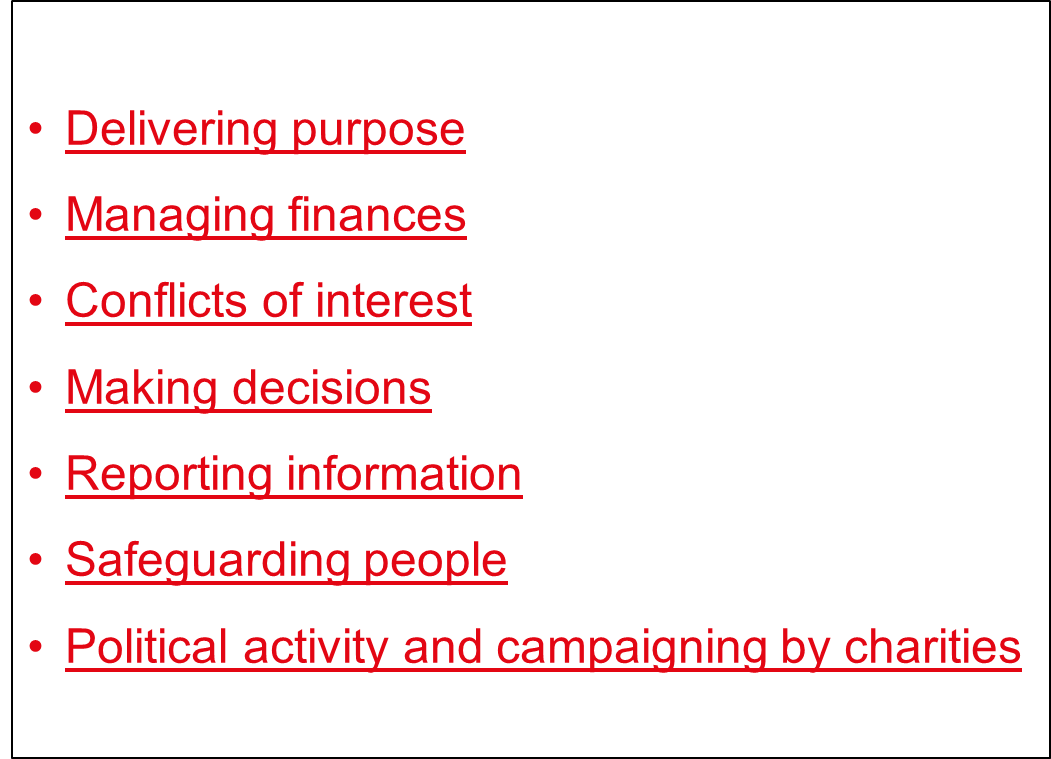 • Delivering purpose
• Managing finances
• Conflicts of interest
• Making decisions
• Reporting information
• Safeguarding people
• Political activity and campaigning by charities